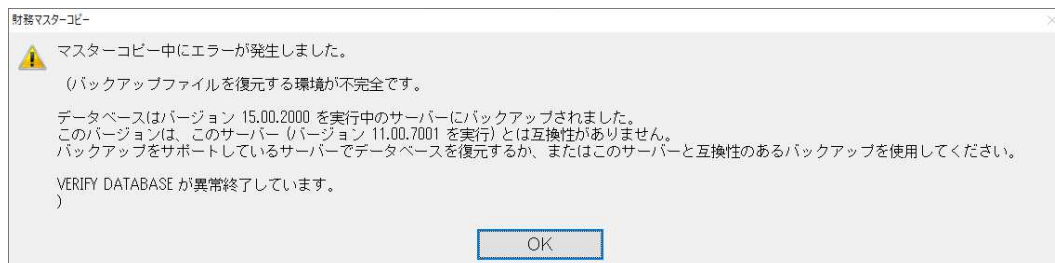 財務マスターコピー
マスターコピー中にエラーが発生しました。
（バックアップファイルを復元する環境が不完全です。
データベースはバージョン 15.00.2000 を実行中のサーバーにバックアップされました。
このバージョンは、このサーバー (バージョン 11.00.7001 を実行) とは互換性がありません。
バックアップをサポートしているサーバーでデータベースを復元するか、またはこのサーバーと互換性のあるバックアップを使用してください。
VERIFY DATABASE が異常終了しています。
)
OK